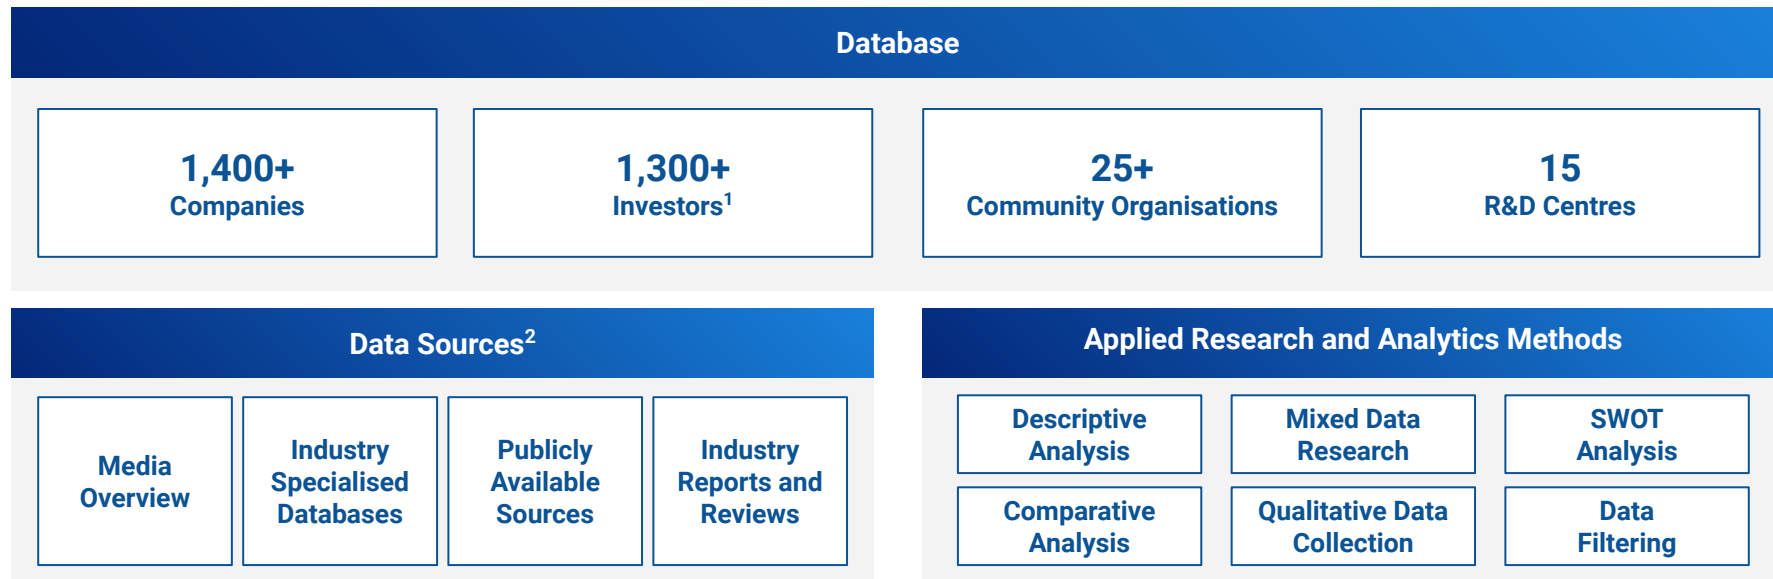 Database
1,400+
Companies
1,300+
Investors¹
25+
Community Organisations
15
R&D Centres
Data Sources²
Media
Overview
Industry
Specialised
Databases
Publicly
Available
Sources
Industry
Reports and
Reviews
Applied Research and Analytics Methods
Descriptive
Analysis
Mixed Data
Research
SWOT
Analysis
Comparative
Analysis
Qualitative Data
Collection
Data
Filtering